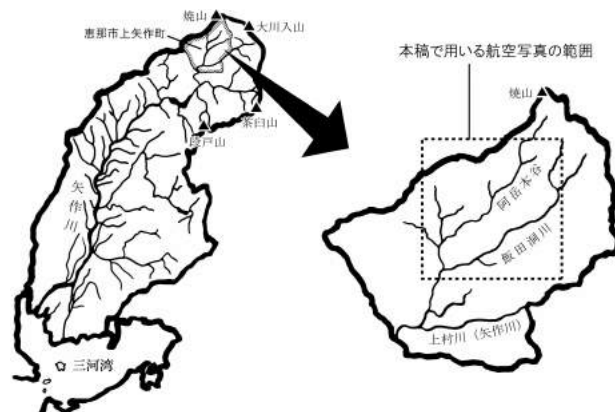 焼山
大川入山
恵那市上矢作町
茶臼山
段戸山
矢作川
三河湾
本稿で用いる航空写真の範囲
焼山
阿岳本谷
飯田洞川
上村川（矢作川）